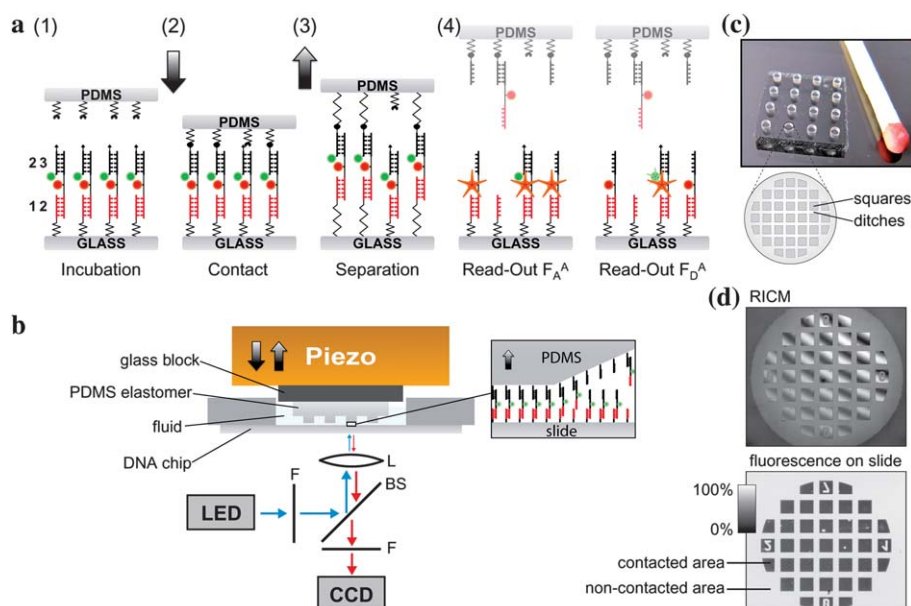 a
(1)
(2)
(3)
(4)
PDMS
PDMS
PDMS
PDMS
PDMS
2 3
1 2
GLASS
GLASS
GLASS
GLASS
GLASS
Incubation
Contact
Separation
Read-Out F_A^A
Read-Out F_D^A
(c)
squares
ditches
b
Piezo
glass block
PDMS elastomer
fluid
DNA chip
PDMS
slide
L
F
BS
LED
F
CCD
(d)
RICM
fluorescence on slide
100%
0%
contacted area
non-contacted area